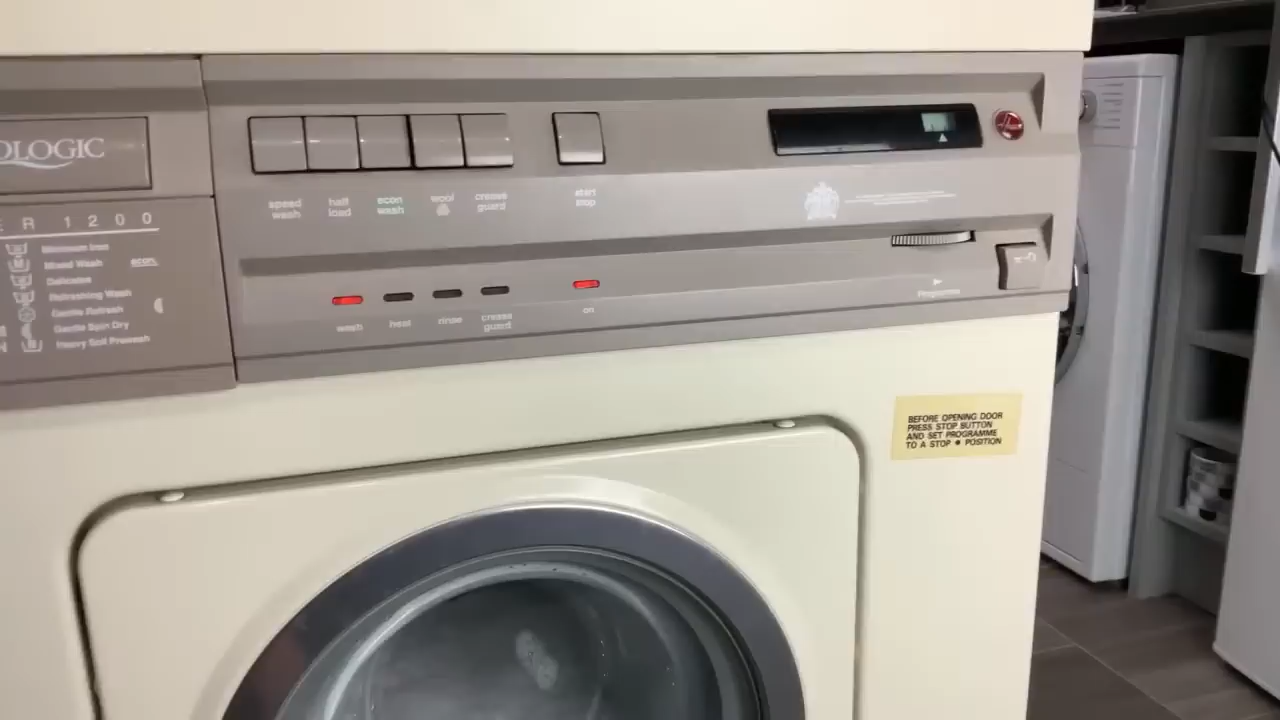 OLOGIC
E R 1200
Minimum Iron
Mixed Wash econ.
Delicates
Refreshing Wash
Gentle Refresh
Gentle Spin Dry
Heavy Soil Prewash
speed wash
half load
econ wash
wool
crease guard
start stop
wash
heat
rinse
crease guard
on
Programme
BEFORE OPENING DOOR
PRESS STOP BUTTON
AND SET PROGRAMME
TO A STOP ● POSITION